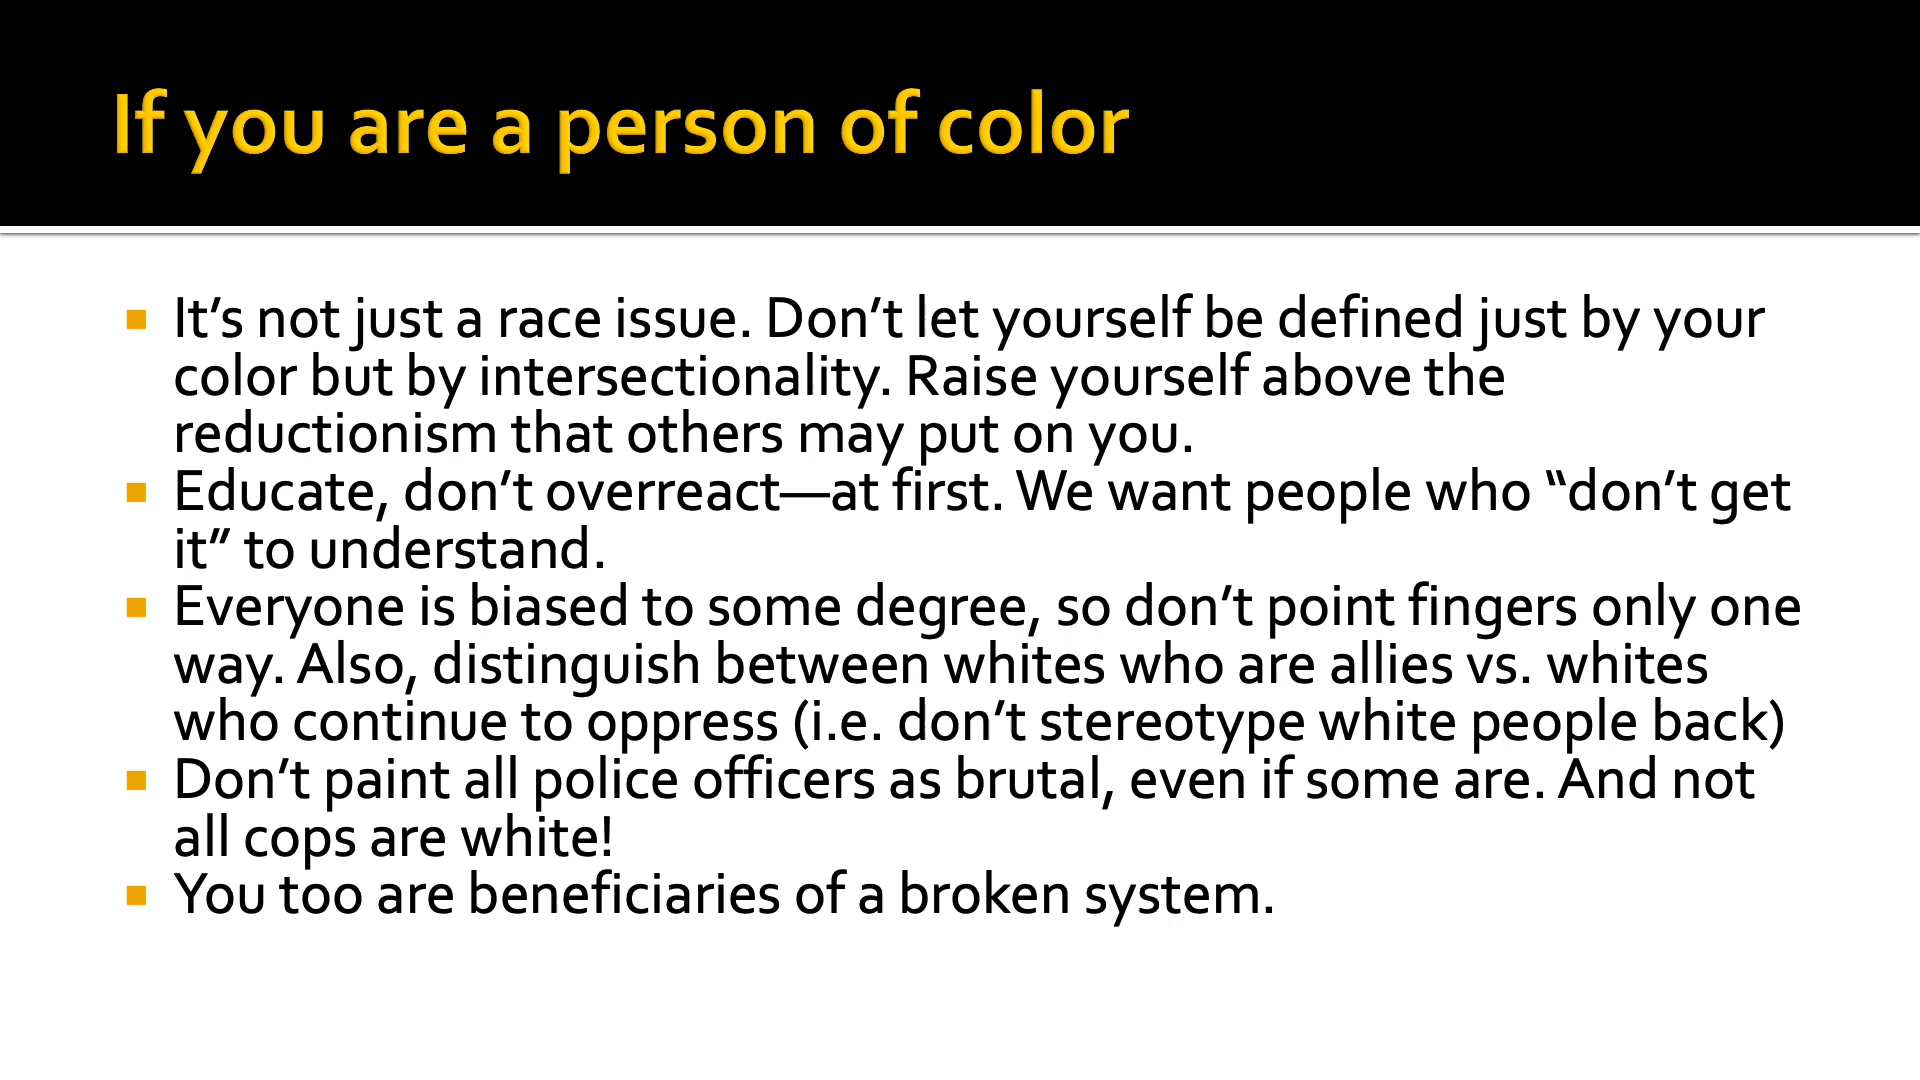 If you are a person of color
It’s not just a race issue. Don’t let yourself be defined just by your
color but by intersectionality. Raise yourself above the
reductionism that others may put on you.
Educate, don’t overreact—at first. We want people who “don’t get
it” to understand.
Everyone is biased to some degree, so don’t point fingers only one
way. Also, distinguish between whites who are allies vs. whites
who continue to oppress (i.e. don’t stereotype white people back)
Don’t paint all police officers as brutal, even if some are. And not
all cops are white!
You too are beneficiaries of a broken system.